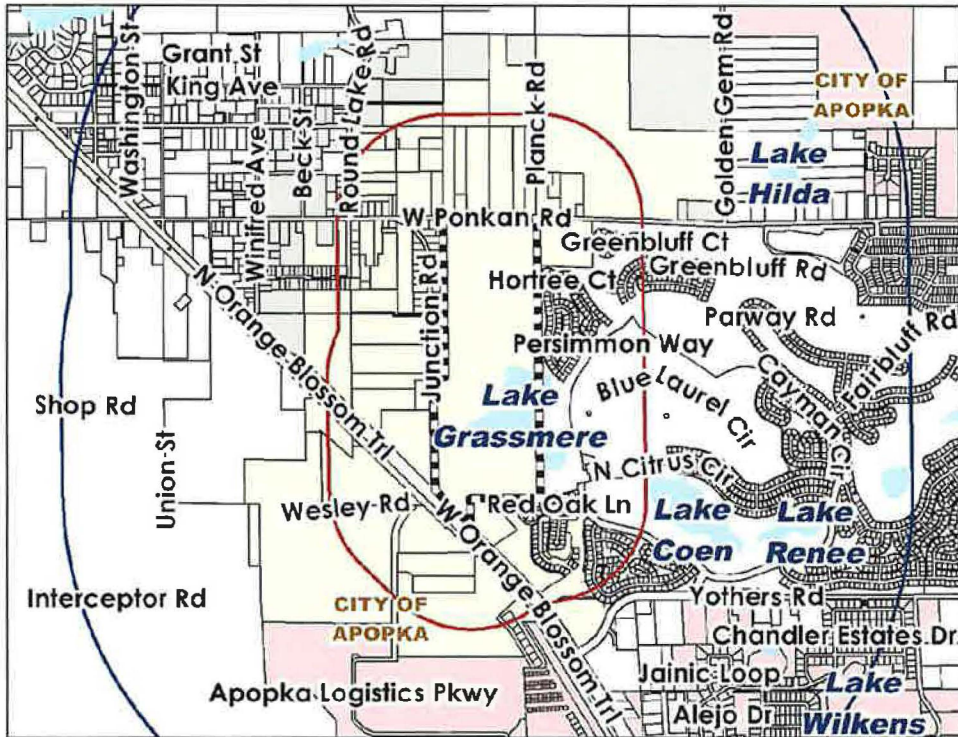 Washington St
Grant St
King Ave
Winifred Ave
Beck St
Round Lake Rd
Planck Rd
Golden Gem Rd
CITY OF
APOPKA
Lake
Hilda
W Ponkan Rd
Greenbluff Ct
Greenbluff Rd
Hortree Ct
Junction Rd
N Orange Blossom Trl
Parway Rd
Persimmon Way
Fairbluff Rd
Cayman Cir
Blue Laurel Cir
Lake
Grassmere
Shop Rd
Union St
N Citrus Cir
Wesley Rd
Red Oak Ln
W Orange Blossom Trl
Lake
Coen
Lake
Renee
Interceptor Rd
CITY OF
APOPKA
Yothers Rd
Chandler Estates Dr
Jainic Loop
Apopka Logistics Pkwy
Alejo Dr
Lake
Wilkens